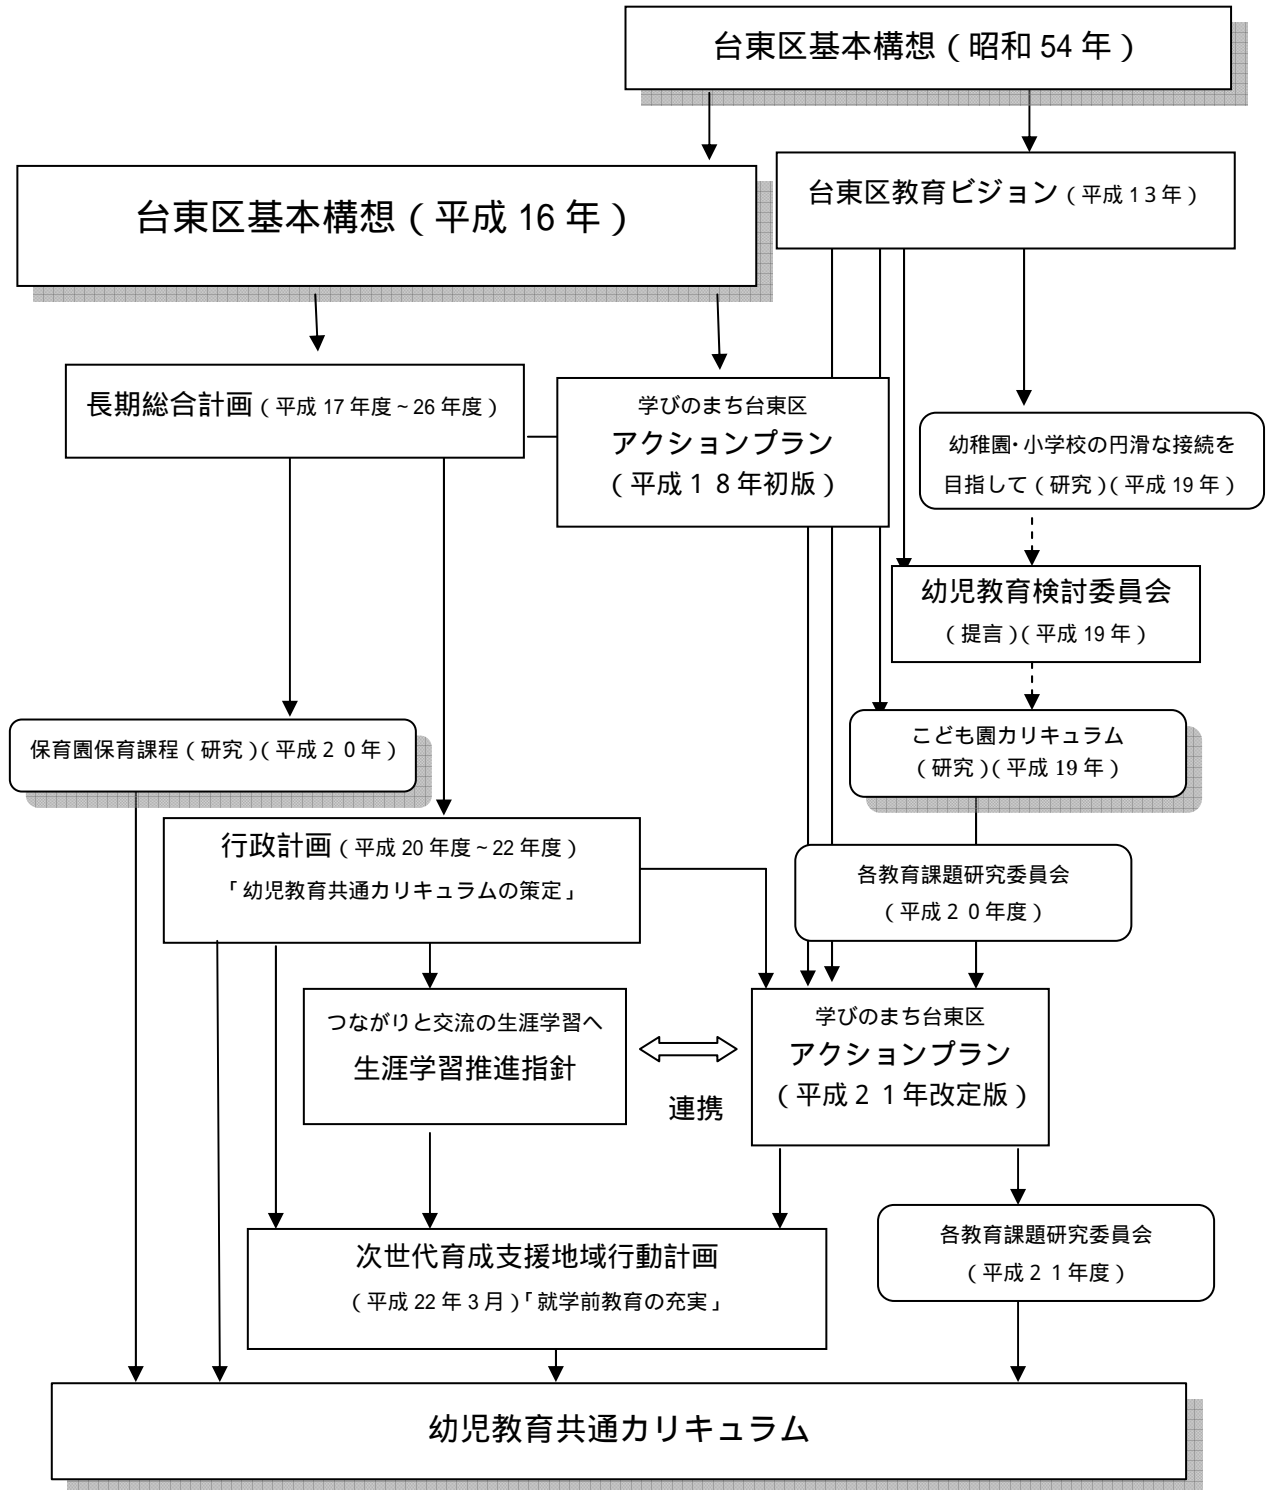 台東区基本構想（昭和 54 年）
台東区教育ビジョン（平成１３年）
台東区基本構想（平成 16 年）
長期総合計画（平成 17 年度~26 年度）
学びのまち台東区
アクションプラン
（平成１８年初版）
幼稚園・小学校の円滑な接続を
目指して（研究）（平成 19 年）
幼児教育検討委員会
（提言）（平成 19 年）
保育園保育課程（研究）（平成２０年）
こども園カリキュラム
（研究）（平成 19 年）
行政計画（平成 20 年度~22 年度）
「幼児教育共通カリキュラムの策定」
各教育課題研究委員会
（平成２０年度）
つながりと交流の生涯学習へ
生涯学習推進指針
連携
学びのまち台東区
アクションプラン
（平成２１年改定版）
次世代育成支援地域行動計画
（平成 22 年 3 月）「就学前教育の充実」
各教育課題研究委員会
（平成２１年度）
幼児教育共通カリキュラム